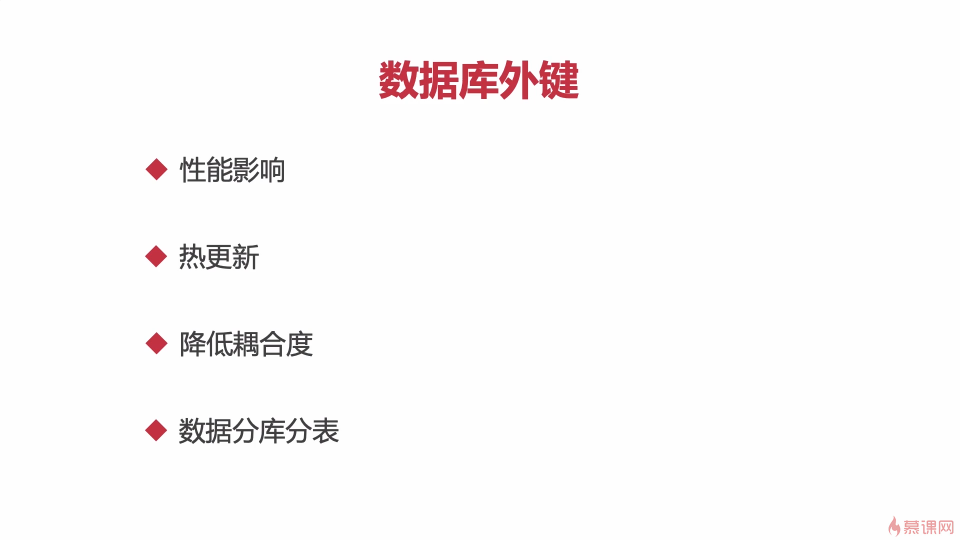 数据库外键
性能影响
热更新
降低耦合度
数据分库分表
慕课网